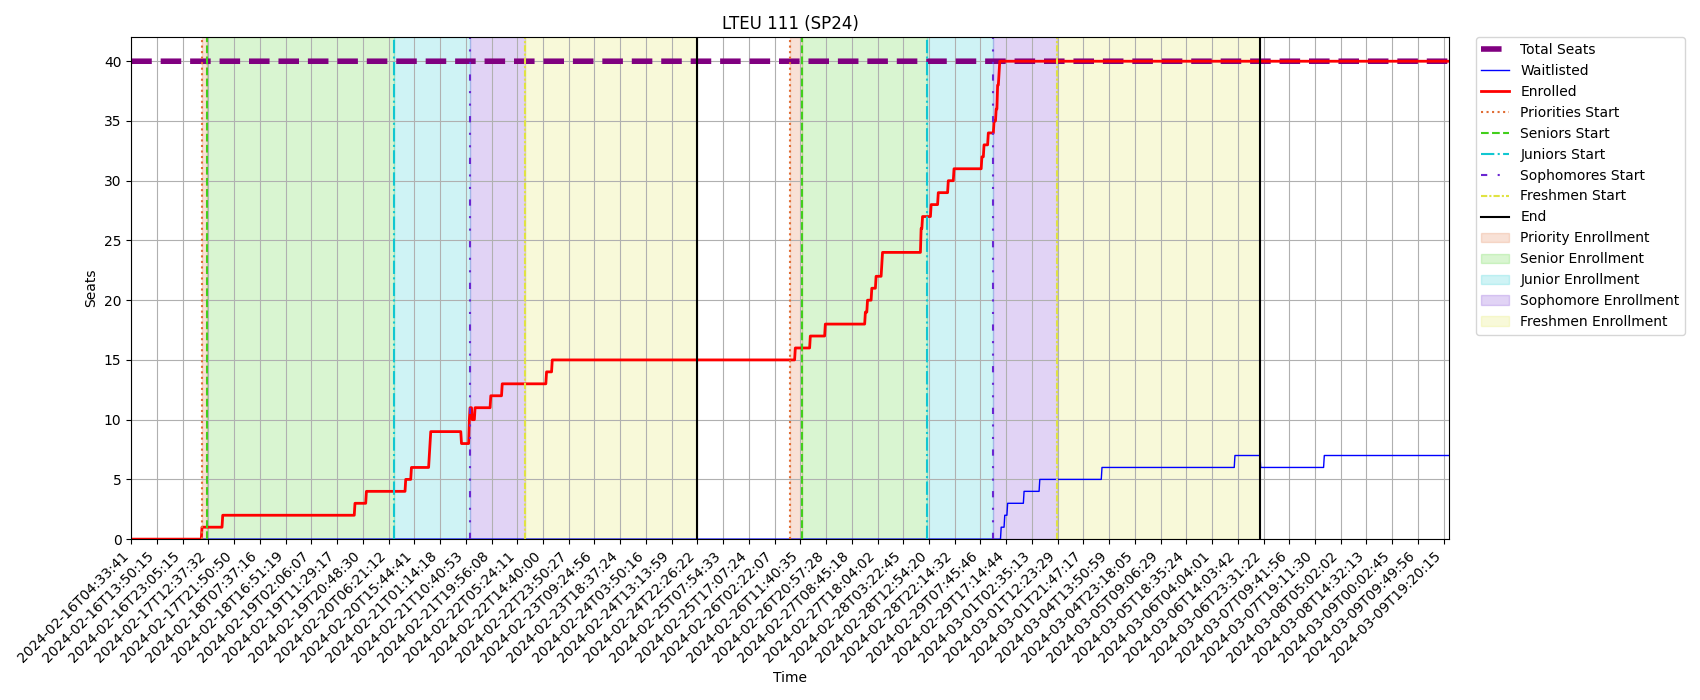 LTEU 111 (SP24)
Seats
40
35
30
25
20
15
10
5
0
2024-02-16T04:33:41
2024-02-16T13:50:15
2024-02-16T23:05:15
2024-02-17T12:37:32
2024-02-17T21:50:50
2024-02-18T07:37:16
2024-02-18T16:51:19
2024-02-19T02:06:07
2024-02-19T11:29:17
2024-02-19T20:48:30
2024-02-20T06:21:12
2024-02-20T15:44:41
2024-02-21T01:14:18
2024-02-21T10:40:53
2024-02-21T19:56:08
2024-02-22T05:24:11
2024-02-22T14:40:00
2024-02-22T23:50:27
2024-02-23T09:24:56
2024-02-23T18:37:24
2024-02-24T03:50:16
2024-02-24T13:13:59
2024-02-24T22:26:22
2024-02-25T07:54:33
2024-02-25T17:07:24
2024-02-26T02:22:07
2024-02-26T11:40:35
2024-02-26T20:57:28
2024-02-27T08:45:18
2024-02-27T18:04:02
2024-02-28T03:22:45
2024-02-28T12:54:20
2024-02-28T22:14:32
2024-02-29T07:45:46
2024-02-29T17:14:44
2024-03-01T02:35:13
2024-03-01T12:23:29
2024-03-01T21:47:17
2024-03-04T13:50:59
2024-03-04T23:18:05
2024-03-05T09:06:29
2024-03-05T18:35:24
2024-03-06T04:04:01
2024-03-06T14:03:42
2024-03-06T23:31:22
2024-03-07T09:41:56
2024-03-07T19:11:30
2024-03-08T05:02:02
2024-03-08T14:32:13
2024-03-09T00:02:45
2024-03-09T09:49:56
2024-03-09T19:20:15
Time
Total Seats
Waitlisted
Enrolled
Priorities Start
Seniors Start
Juniors Start
Sophomores Start
Freshmen Start
End
Priority Enrollment
Senior Enrollment
Junior Enrollment
Sophomore Enrollment
Freshmen Enrollment